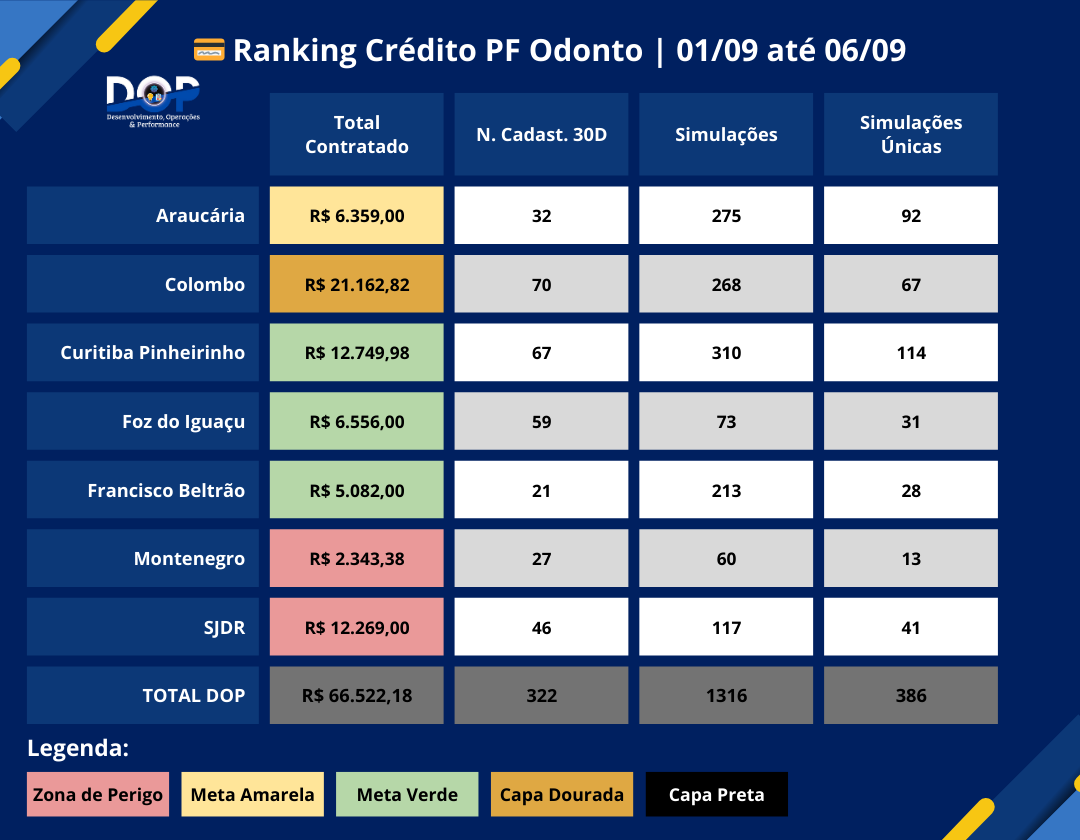 Ranking Crédito PF Odonto | 01/09 até 06/09
DOP
Desenvolvimento, Operações
& Performance
Total
Contratado
N. Cadast. 30D
Simulações
Simulações
Únicas
Araucária R$ 6.359,00 32 275 92
Colombo R$ 21.162,82 70 268 67
Curitiba Pinheirinho R$ 12.749,98 67 310 114
Foz do Iguaçu R$ 6.556,00 59 73 31
Francisco Beltrão R$ 5.082,00 21 213 28
Montenegro R$ 2.343,38 27 60 13
SJDR R$ 12.269,00 46 117 41
TOTAL DOP R$ 66.522,18 322 1316 386
Legenda:
Zona de Perigo Meta Amarela Meta Verde Capa Dourada Capa Preta